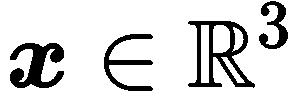 𝒙 ∈ ℝ³